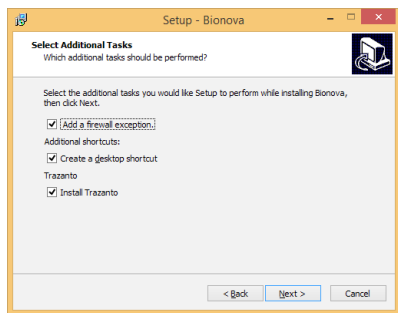 Setup - Bionova
Select Additional Tasks
Which additional tasks should be performed?
Select the additional tasks you would like Setup to perform while installing Bionova,
then click Next.
Add a firewall exception.
Additional shortcuts:
Create a desktop shortcut
Trazanto
Install Trazanto
< Back Next > Cancel